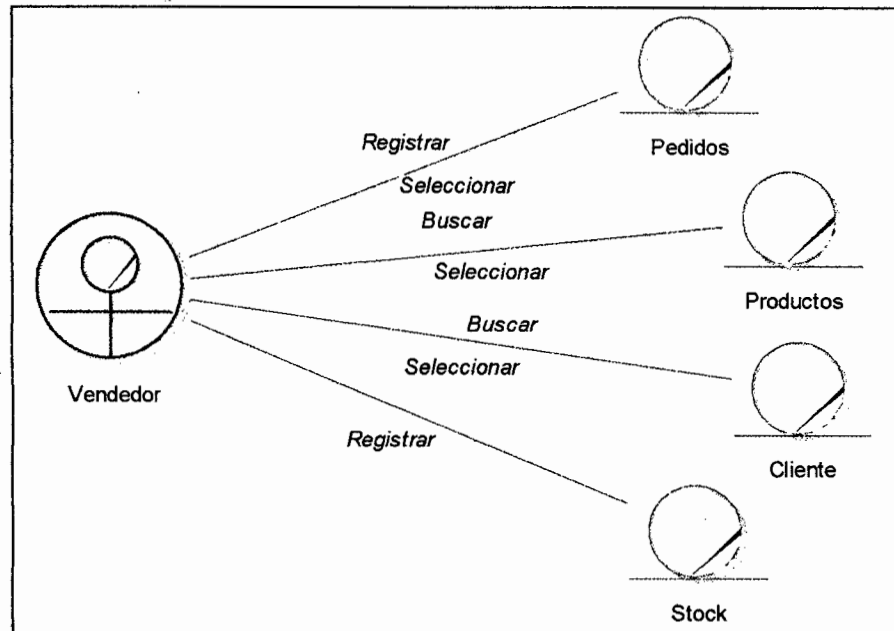 Registrar
Pedidos
Seleccionar
Buscar
Seleccionar
Productos
Buscar
Vendedor
Seleccionar
Registrar
Cliente
Stock